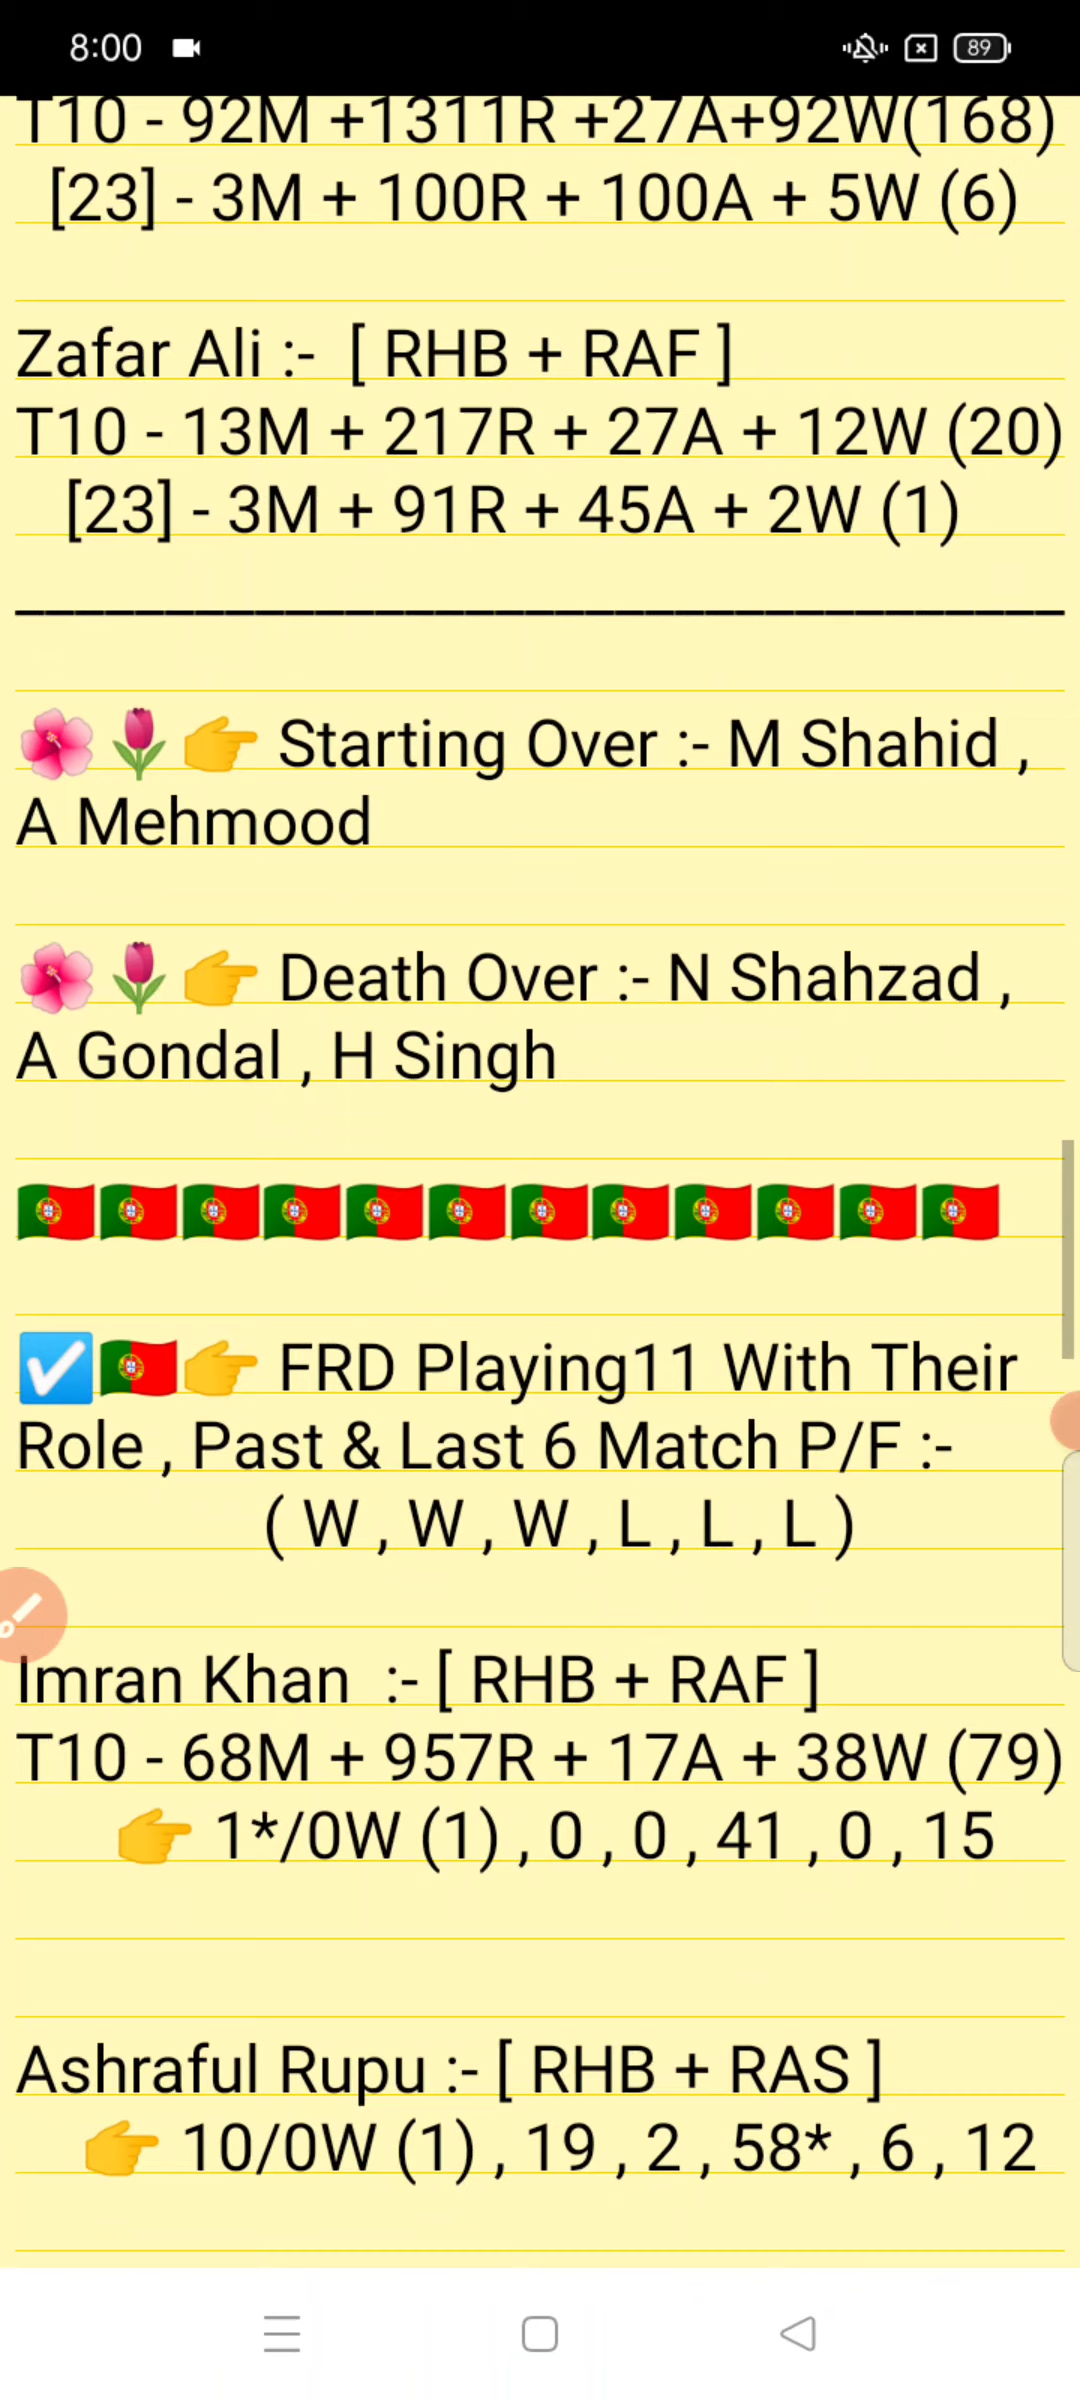 8:00 89
T10 - 92M +1311R +27A+92W(168)
[23] - 3M + 100R + 100A + 5W (6)
Zafar Ali :- [ RHB + RAF ]
T10 - 13M + 217R + 27A + 12W (20)
[23] - 3M + 91R + 45A + 2W (1)
🌺🌷👉 Starting Over :- M Shahid ,
A Mehmood
🌺🌷👉 Death Over :- N Shahzad ,
A Gondal , H Singh
🇵🇹🇵🇹🇵🇹🇵🇹🇵🇹🇵🇹🇵🇹🇵🇹🇵🇹🇵🇹🇵🇹🇵🇹
☑️🇵🇹👉 FRD Playing11 With Their
Role , Past & Last 6 Match P/F :-
( W , W , W , L , L , L )
Imran Khan :- [ RHB + RAF ]
T10 - 68M + 957R + 17A + 38W (79)
👉 1*/0W (1) , 0 , 0 , 41 , 0 , 15
Ashraful Rupu :- [ RHB + RAS ]
👉 10/0W (1) , 19 , 2 , 58* , 6 , 12